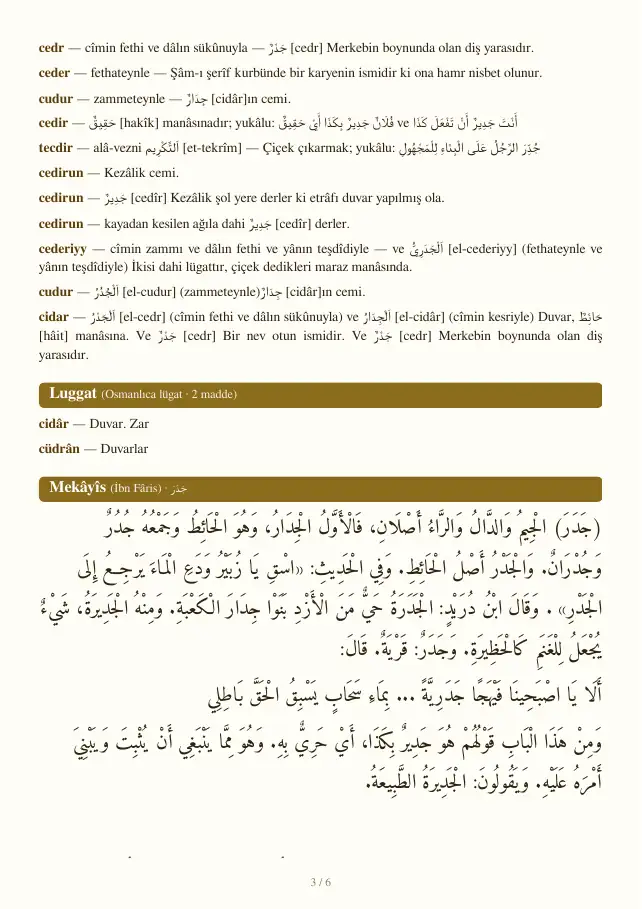 cedr — cîmin fethi ve dâlın sükûnuyla — جَدَرٌ [cedr] Merkebin boynunda olan diş yarasıdır.
ceder — fethateynle — Şâm-ı şerîf kurbünde bir karyenin ismidir ki ona hamr nisbet olunur.
cudur — zammeteynle — جِدَارٌ [cidâr]ın cemi.
cedir — حَقِيقٌ [hakîk] manâsınadır; yukâlu: فُلَانٌ جَدِيرٌ بِكَذَا أَيْ حَقِيقٌ ve أَنْتَ جَدِيرٌ أَنْ تَفْعَلَ كَذَا
tecdir — alâ-vezni اَلتَّكْرِيم [et-tekrîm] — Çiçek çıkarmak; yukâlu: جُدِّرَ الرَّجُلُ عَلَى الْبِنَاءِ لِلْمَجْهُولِ
cedirun — Kezâlik cemi.
cedirun — جَدِيرٌ [cedîr] Kezâlik şol yere derler ki etrâfı duvar yapılmış ola.
cedirun — kayadan kesilen ağıla dahi جَدِيرٌ [cedîr] derler.
cederiyy — cîmin zammı ve dâlın fethi ve yânın teşdîdiyle — ve اَلْجَدَرِيُّ [el-cederiyy] (fethateynle ve
yânın teşdîdiyle) İkisi dahi lügattır, çiçek dedikleri maraz manâsında.
cudur — اَلْجُدُرُ [el-cudur] (zammeteynle)جِدَارٌ [cidâr]ın cemi.
cidar — اَلْجَدْرُ [el-cedr] (cîmin fethi ve dâlın sükûnuyla) ve اَلْجِدَارُ [el-cidâr] (cîmin kesriyle) Duvar, حَائِطٌ
[hâit] manâsına. Ve جَدْرٌ [cedr] Bir nev otun ismidir. Ve جَدْرٌ [cedr] Merkebin boynunda olan diş
yarasıdır.
Luggat (Osmanlıca lügat · 2 madde)
cidâr — Duvar. Zar
cüdrân — Duvarlar
Mekâyîs (İbn Fâris) · جَدَرَ
(جَدَرَ) الْجِيمُ وَالدَّالُ وَالرَّاءُ أَصْلَانِ، فَالْأَوَّلُ الْجِدَارُ، وَهُوَ الْحَائِطُ وَجَمْعُهُ جُدُرٌ
وَجُدْرَانٌ. وَالْجَدْرُ أَصْلُ الْحَائِطِ. وَفِي الْحَدِيثِ: «اسْقِ يَا زُبَيْرُ وَدَعِ الْمَاءَ يَرْجِعُ إِلَى
الْجَدْرِ» . وَقَالَ ابْنُ دُرَيْدٍ: الْجَدَرَةُ حَيٌّ مَنَ الْأَزْدِ بَنَوْا جِدَارَ الْكَعْبَةِ. وَمِنْهُ الْجَدِيرَةُ، شَيْءٌ
يُجْعَلُ لِلْغَنَمِ كَالْحَظِيرَةِ. وَجَدَرُ: قَرْيَةٌ. قَالَ:
أَلَا يَا اصْبَحِينَا فَيْهَجًا جَدَرِيَّةً ... بِمَاءِ سَحَابٍ يَسْبِقُ الْحَقَّ بَاطِلِي
وَمِنْ هَذَا الْبَابِ قَوْلُهُمْ هُوَ جَدِيرٌ بِكَذَا، أَيْ حَرِيٌّ بِهِ. وَهُوَ مِمَّا يَنْبَغِي أَنْ يُثْبِتَ وَيَبْنِيَ
أَمْرَهُ عَلَيْهِ. وَيَقُولُونَ: الْجَدِيرَةُ الطَّبِيعَةُ.
3 / 6